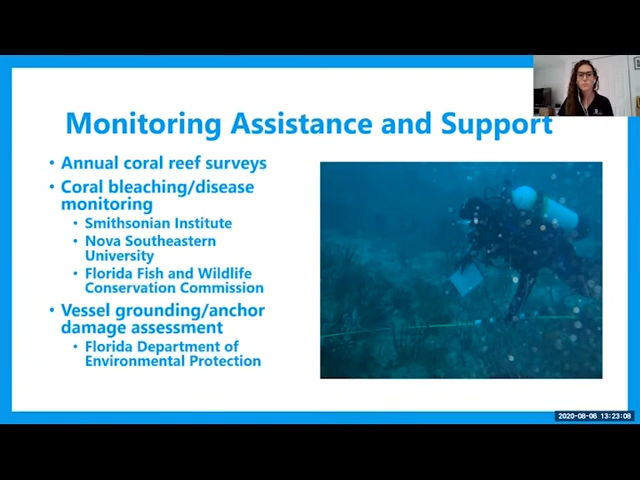 Monitoring Assistance and Support
• Annual coral reef surveys
• Coral bleaching/disease
monitoring
• Smithsonian Institute
• Nova Southeastern
University
• Florida Fish and Wildlife
Conservation Commission
• Vessel grounding/anchor
damage assessment
• Florida Department of
Environmental Protection
2020-08-06 13:23:08